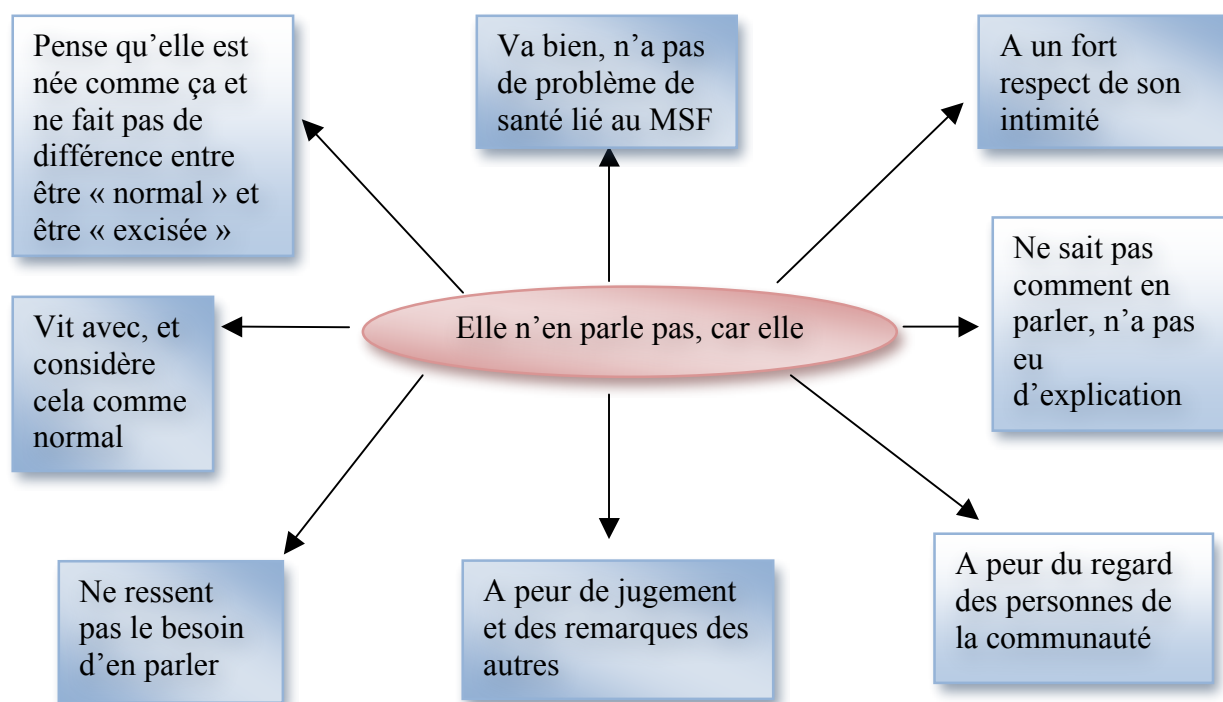 Pense qu’elle est
née comme ça et
ne fait pas de
différence entre
être « normal » et
être « excisée »
Va bien, n’a pas
de problème de
santé lié au MSF
A un fort
respect de son
intimité
Vit avec, et
considère
cela comme
normal
Elle n’en parle pas, car elle
Ne sait pas
comment en
parler, n’a pas
eu
d’explication
Ne ressent
pas le besoin
d’en parler
A peur de jugement
et des remarques des
autres
A peur du regard
des personnes de
la communauté